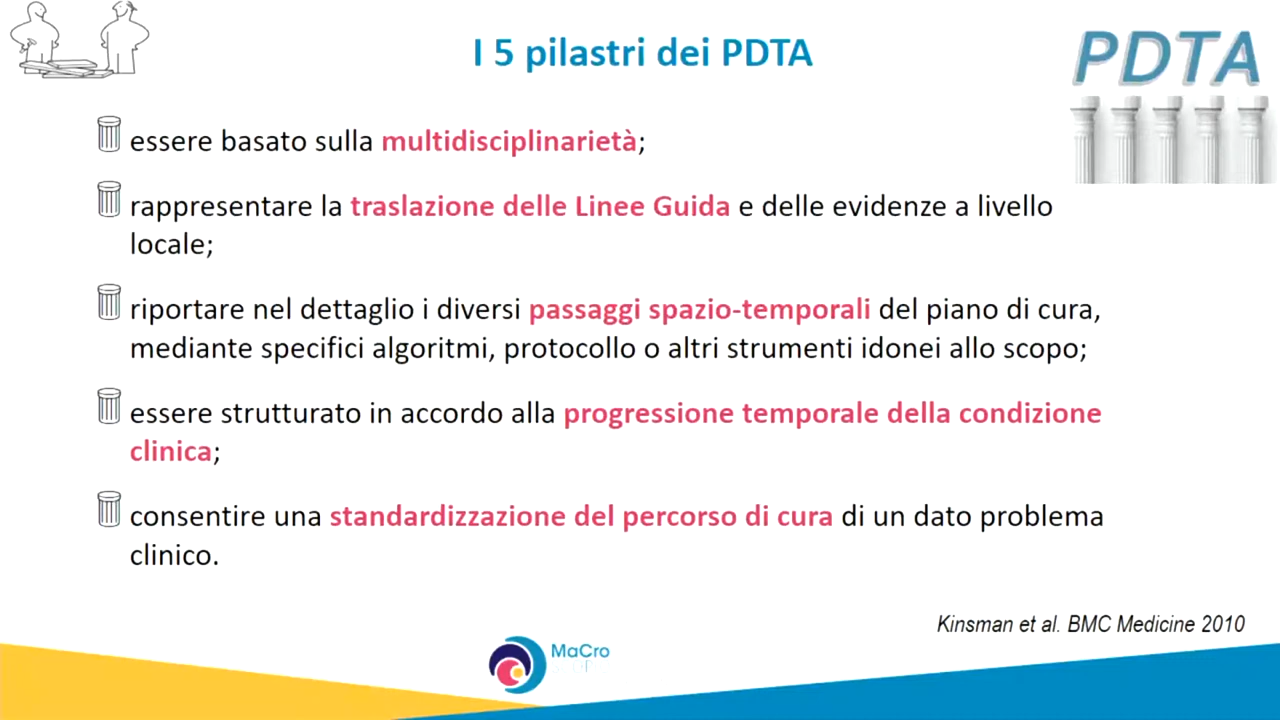 I 5 pilastri dei PDTA
PDTA
essere basato sulla multidisciplinarietà;
rappresentare la traslazione delle Linee Guida e delle evidenze a livello
locale;
riportare nel dettaglio i diversi passaggi spazio-temporali del piano di cura,
mediante specifici algoritmi, protocollo o altri strumenti idonei allo scopo;
essere strutturato in accordo alla progressione temporale della condizione
clinica;
consentire una standardizzazione del percorso di cura di un dato problema
clinico.
Kinsman et al. BMC Medicine 2010
MaCro